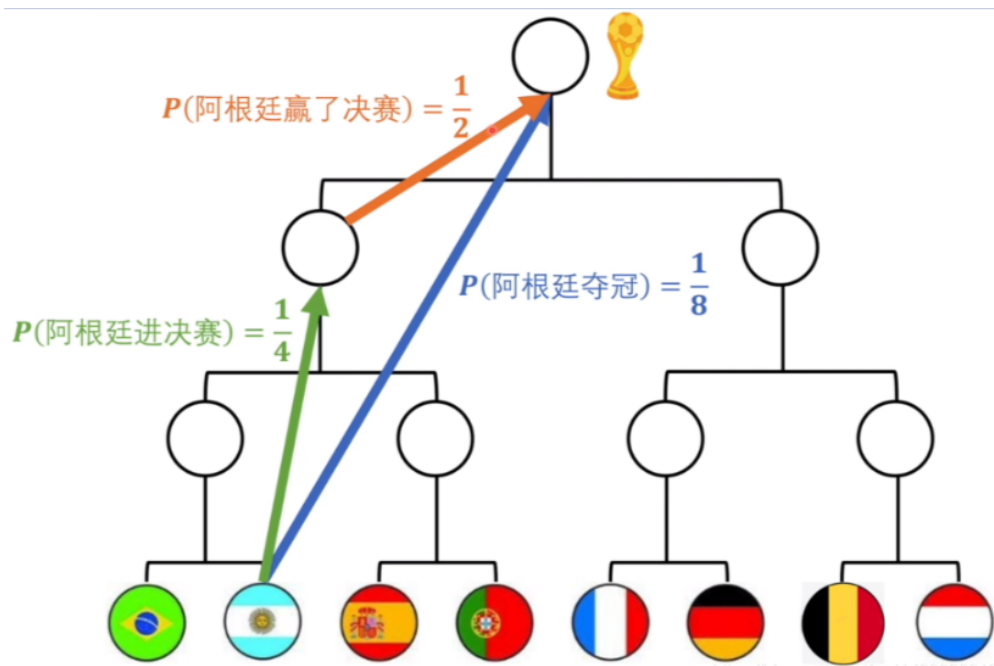 P(阿根廷赢了决赛) = 1/2
P(阿根廷夺冠) = 1/8
P(阿根廷进决赛) = 1/4